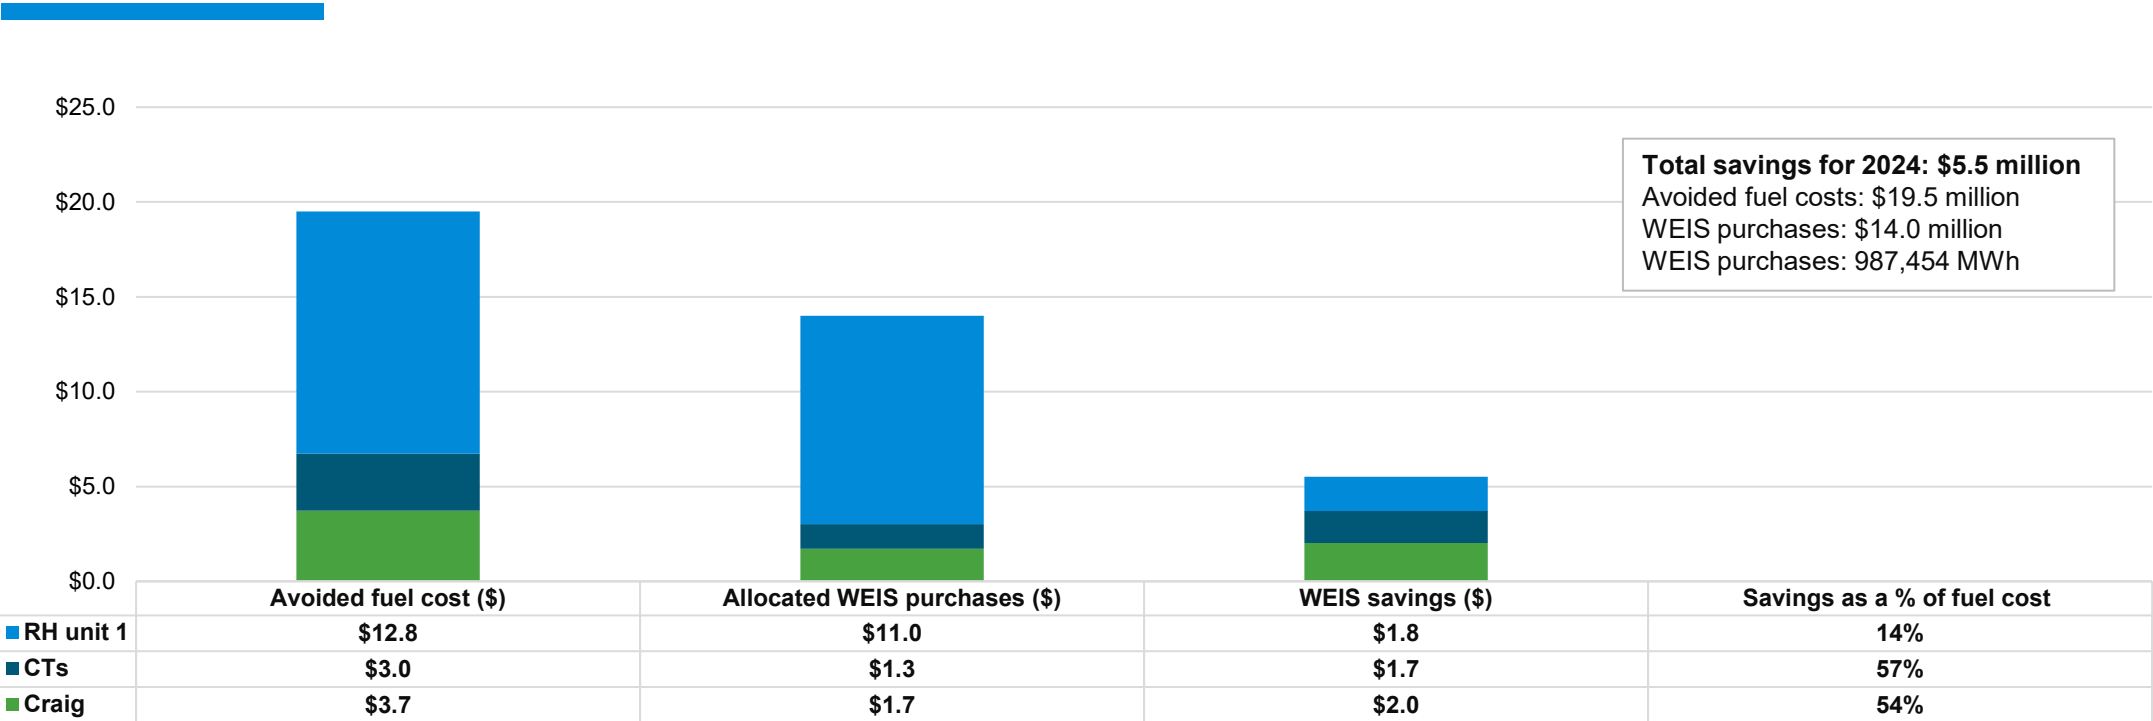 $25.0
$20.0
$15.0
$10.0
$5.0
$0.0
Total savings for 2024: $5.5 million
Avoided fuel costs: $19.5 million
WEIS purchases: $14.0 million
WEIS purchases: 987,454 MWh
Avoided fuel cost ($) Allocated WEIS purchases ($) WEIS savings ($) Savings as a % of fuel cost
RH unit 1 $12.8 $11.0 $1.8 14%
CTs $3.0 $1.3 $1.7 57%
Craig $3.7 $1.7 $2.0 54%